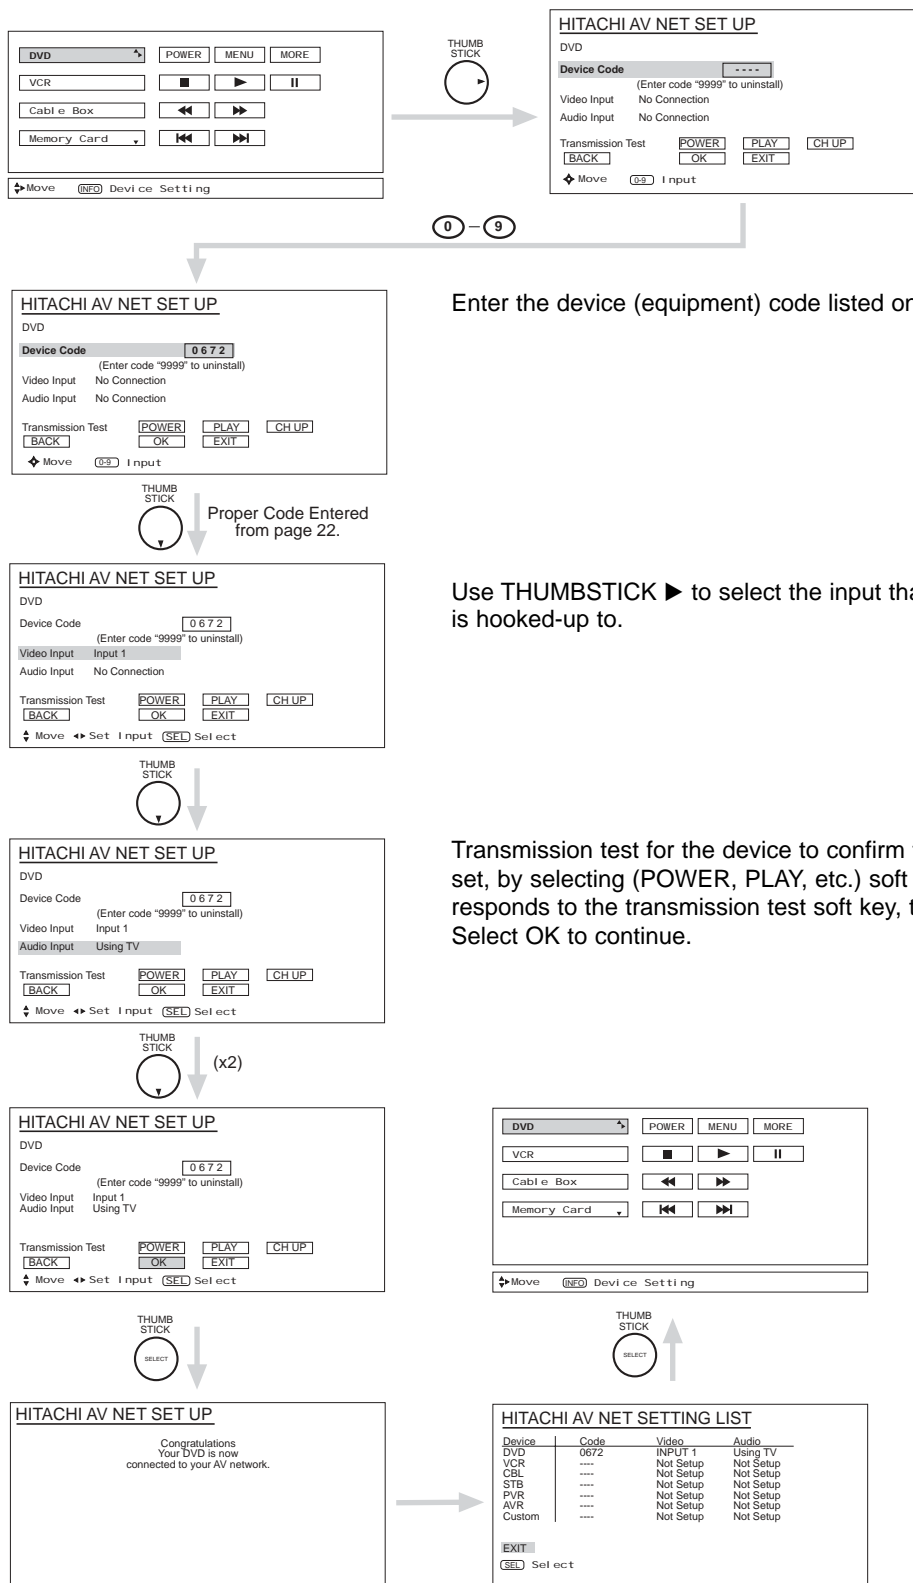 DVD POWER MENU MORE
VCR
Cable Box
Memory Card
Move INFO Device Setting
THUMB
STICK
HITACHI AV NET SET UP
DVD
Device Code - - - -
(Enter code “9999” to uninstall)
Video Input No Connection
Audio Input No Connection
Transmission Test POWER PLAY CH UP
BACK OK EXIT
Move 0-9 Input
0 – 9
HITACHI AV NET SET UP
DVD
Device Code 0 6 7 2
(Enter code “9999” to uninstall)
Video Input No Connection
Audio Input No Connection
Transmission Test POWER PLAY CH UP
BACK OK EXIT
Move 0-9 Input
Enter the device (equipment) code listed
THUMB
STICK
Proper Code Entered
from page 22.
HITACHI AV NET SET UP
DVD
Device Code 0 6 7 2
(Enter code “9999” to uninstall)
Video Input Input 1
Audio Input No Connection
Transmission Test POWER PLAY CH UP
BACK OK EXIT
Move Set Input SEL Select
Use THUMBSTICK ▶ to select the input
is hooked-up to.
THUMB
STICK
HITACHI AV NET SET UP
DVD
Device Code 0 6 7 2
(Enter code “9999” to uninstall)
Video Input Input 1
Audio Input Using TV
Transmission Test POWER PLAY CH UP
BACK OK EXIT
Move Set Input SEL Select
Transmission test for the device to confirm
set, by selecting (POWER, PLAY, etc.) soft
responds to the transmission test soft key,
Select OK to continue.
THUMB
STICK
(x2)
HITACHI AV NET SET UP
DVD
Device Code 0 6 7 2
(Enter code “9999” to uninstall)
Video Input Input 1
Audio Input Using TV
Transmission Test POWER PLAY CH UP
BACK OK EXIT
Move Set Input SEL Select
THUMB
STICK
SELECT
HITACHI AV NET SET UP
Congratulations
Your DVD is now
connected to your AV network.
HITACHI AV NET SETTING LIST
Device Code Video Audio
DVD 0672 INPUT 1 Using TV
VCR ---- Not Setup Not Setup
CBL ---- Not Setup Not Setup
STB ---- Not Setup Not Setup
PVR ---- Not Setup Not Setup
AVR ---- Not Setup Not Setup
Custom ---- Not Setup Not Setup
EXIT
SEL Select
THUMB
STICK
SELECT
DVD POWER MENU MORE
VCR
Cable Box
Memory Card
Move INFO Device Setting